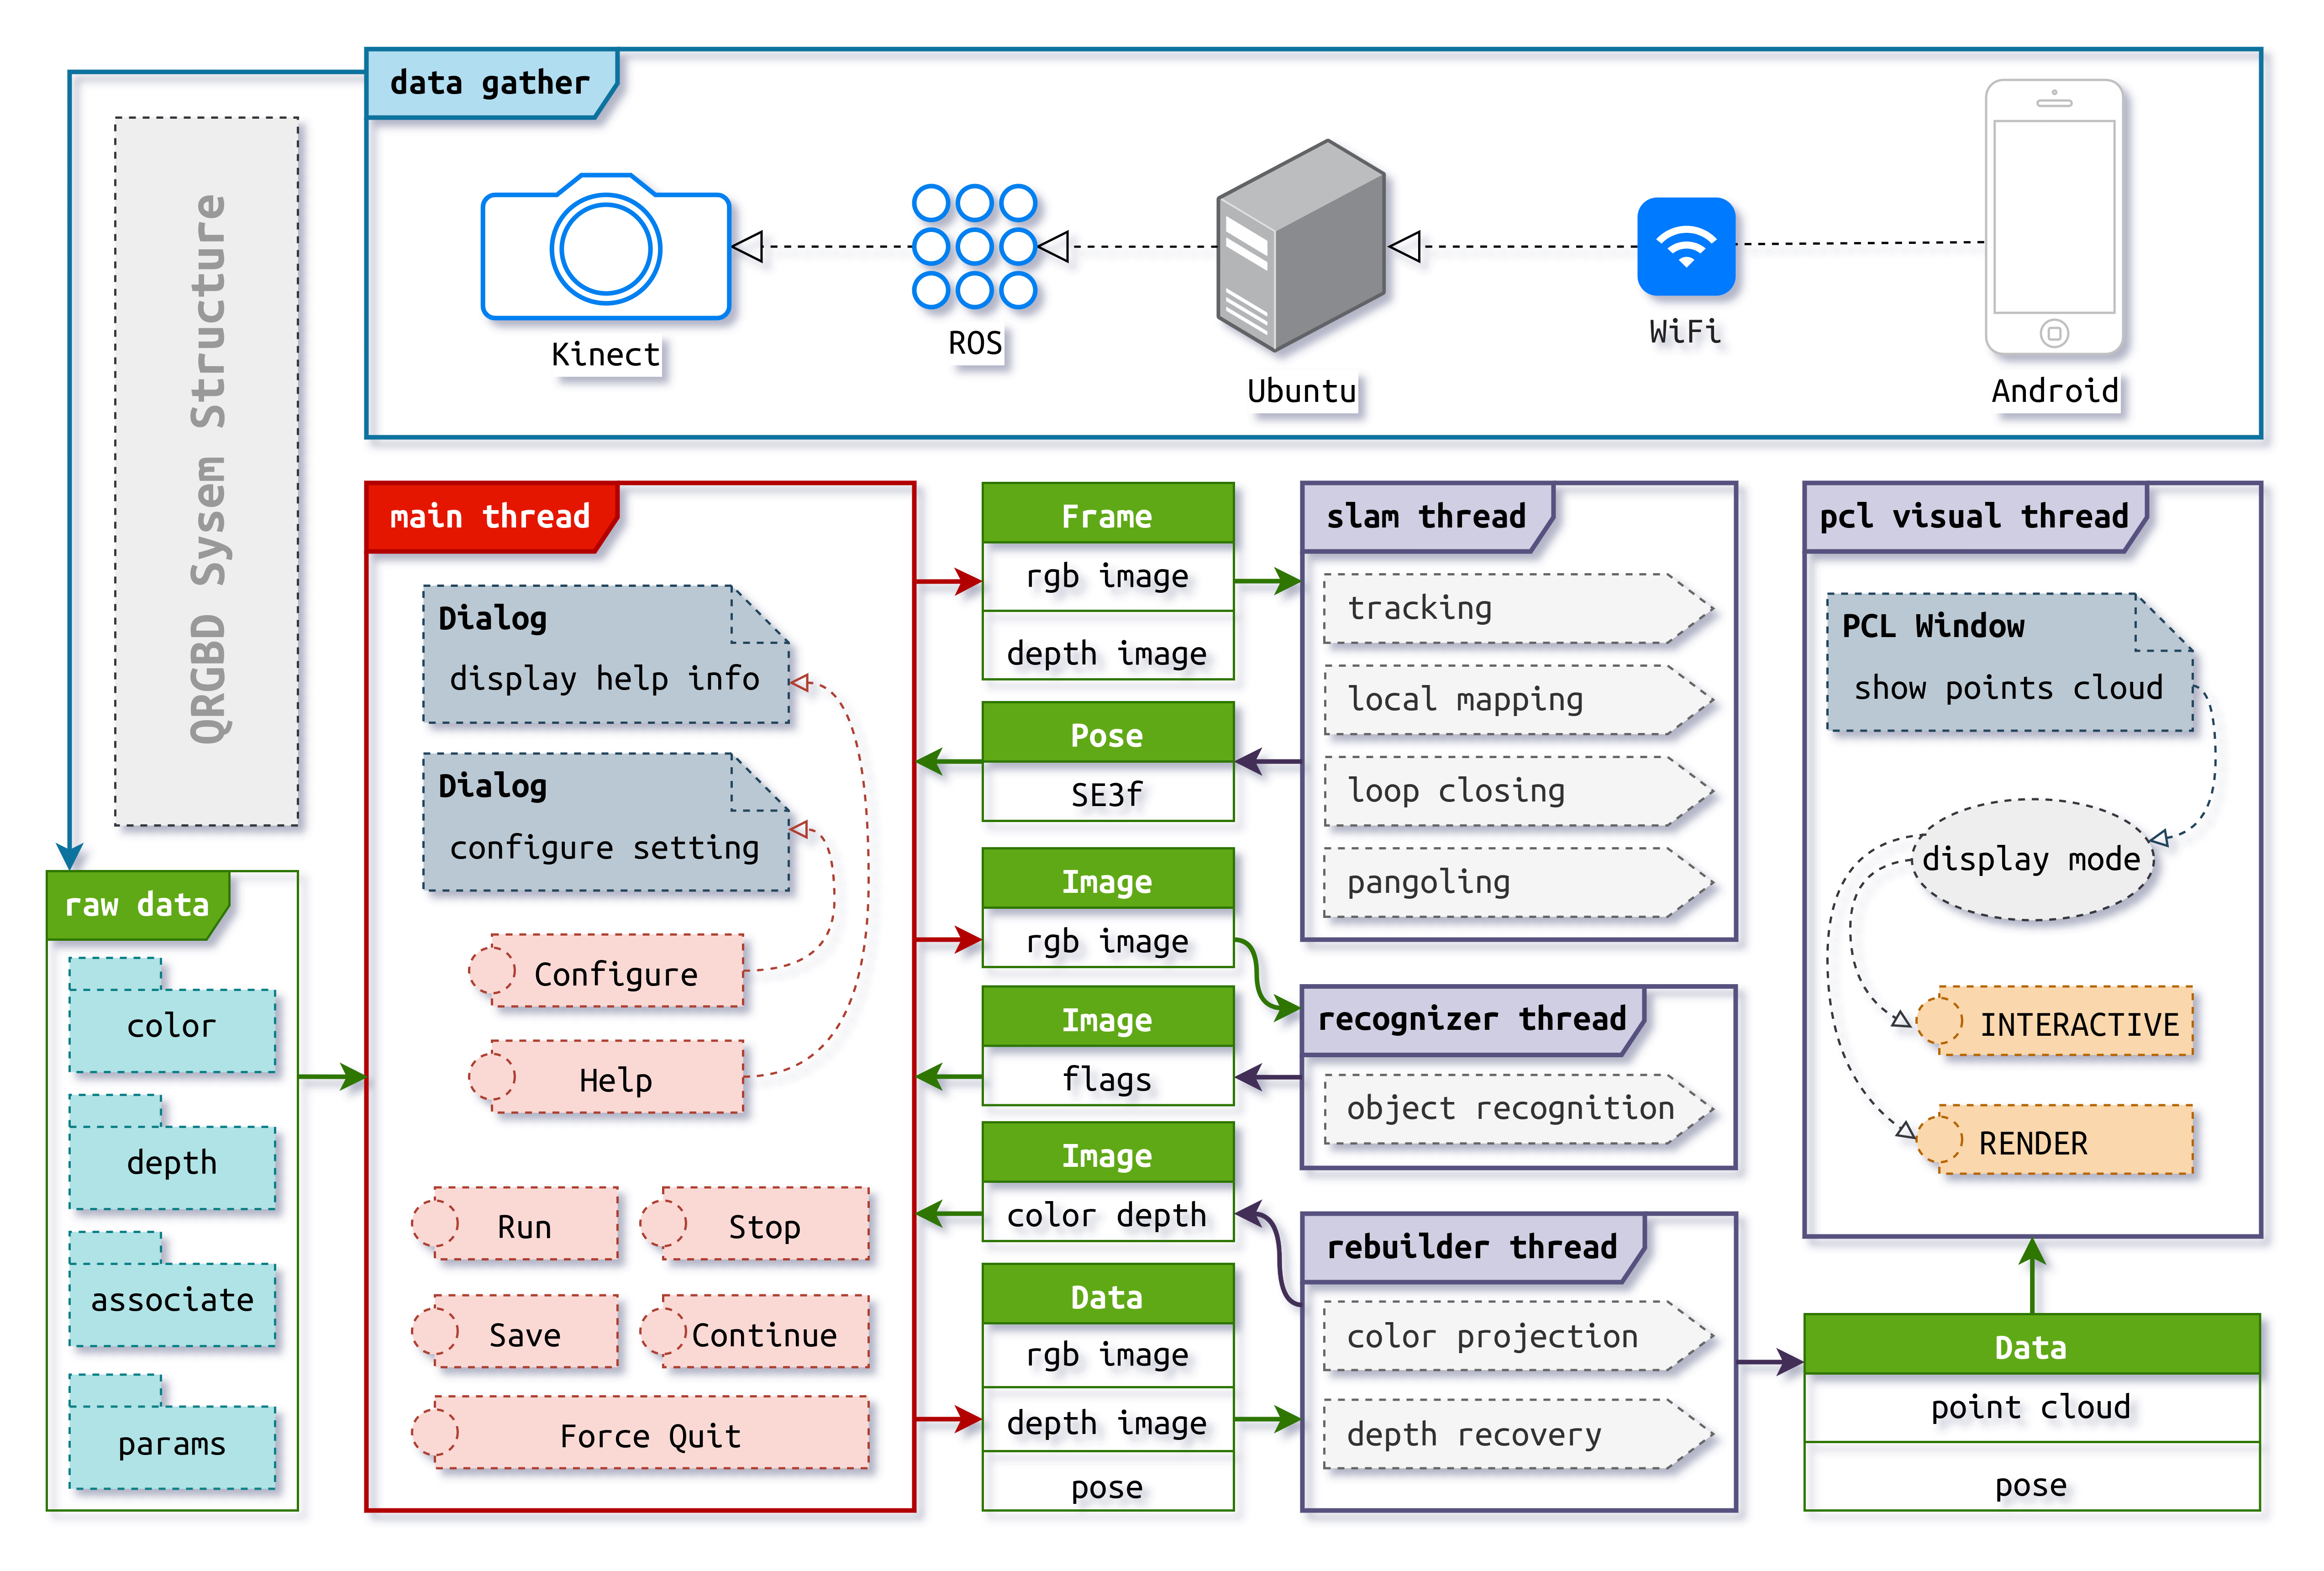 data gather
Kinect
ROS
Ubuntu
WiFi
Android
QRGBD Sysem Structure
raw data
color
depth
associate
params
main thread
Dialog
display help info
Dialog
configure setting
Configure
Help
Run
Stop
Save
Continue
Force Quit
Frame
rgb image
depth image
Pose
SE3f
Image
rgb image
Image
flags
Image
color depth
Data
rgb image
depth image
pose
slam thread
tracking
local mapping
loop closing
pangoling
recognizer thread
object recognition
rebuilder thread
color projection
depth recovery
pcl visual thread
PCL Window
show points cloud
display mode
INTERACTIVE
RENDER
Data
point cloud
pose